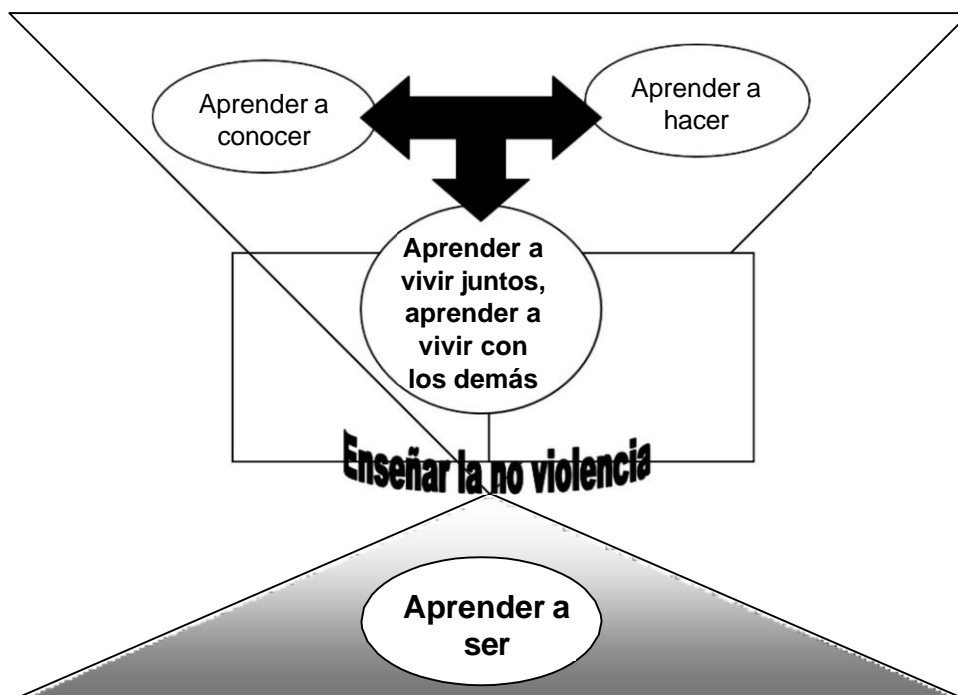 Aprender a
conocer
Aprender a
hacer
Aprender a
vivir juntos,
aprender a
vivir con
los demás
Enseñar la no violencia
Aprender a
ser